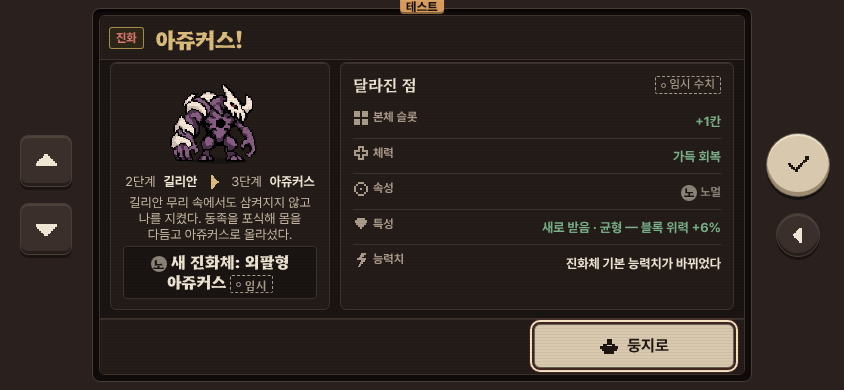 테스트
진화 아쥬커스!
2단계 길리안 3단계 아쥬커스
길리안 무리 속에서도 삼켜지지 않고
나를 지켰다. 동족을 포식해 몸을
다듬고 아쥬커스로 올라섰다.
노 새 진화체: 외팔형
아쥬커스 임시
달라진 점 임시 수치
본체 슬롯 +1칸
체력 가득 회복
속성 노 노멀
특성 새로 받음 · 균형 — 블록 위력 +6%
능력치 진화체 기본 능력치가 바뀌었다
둥지로